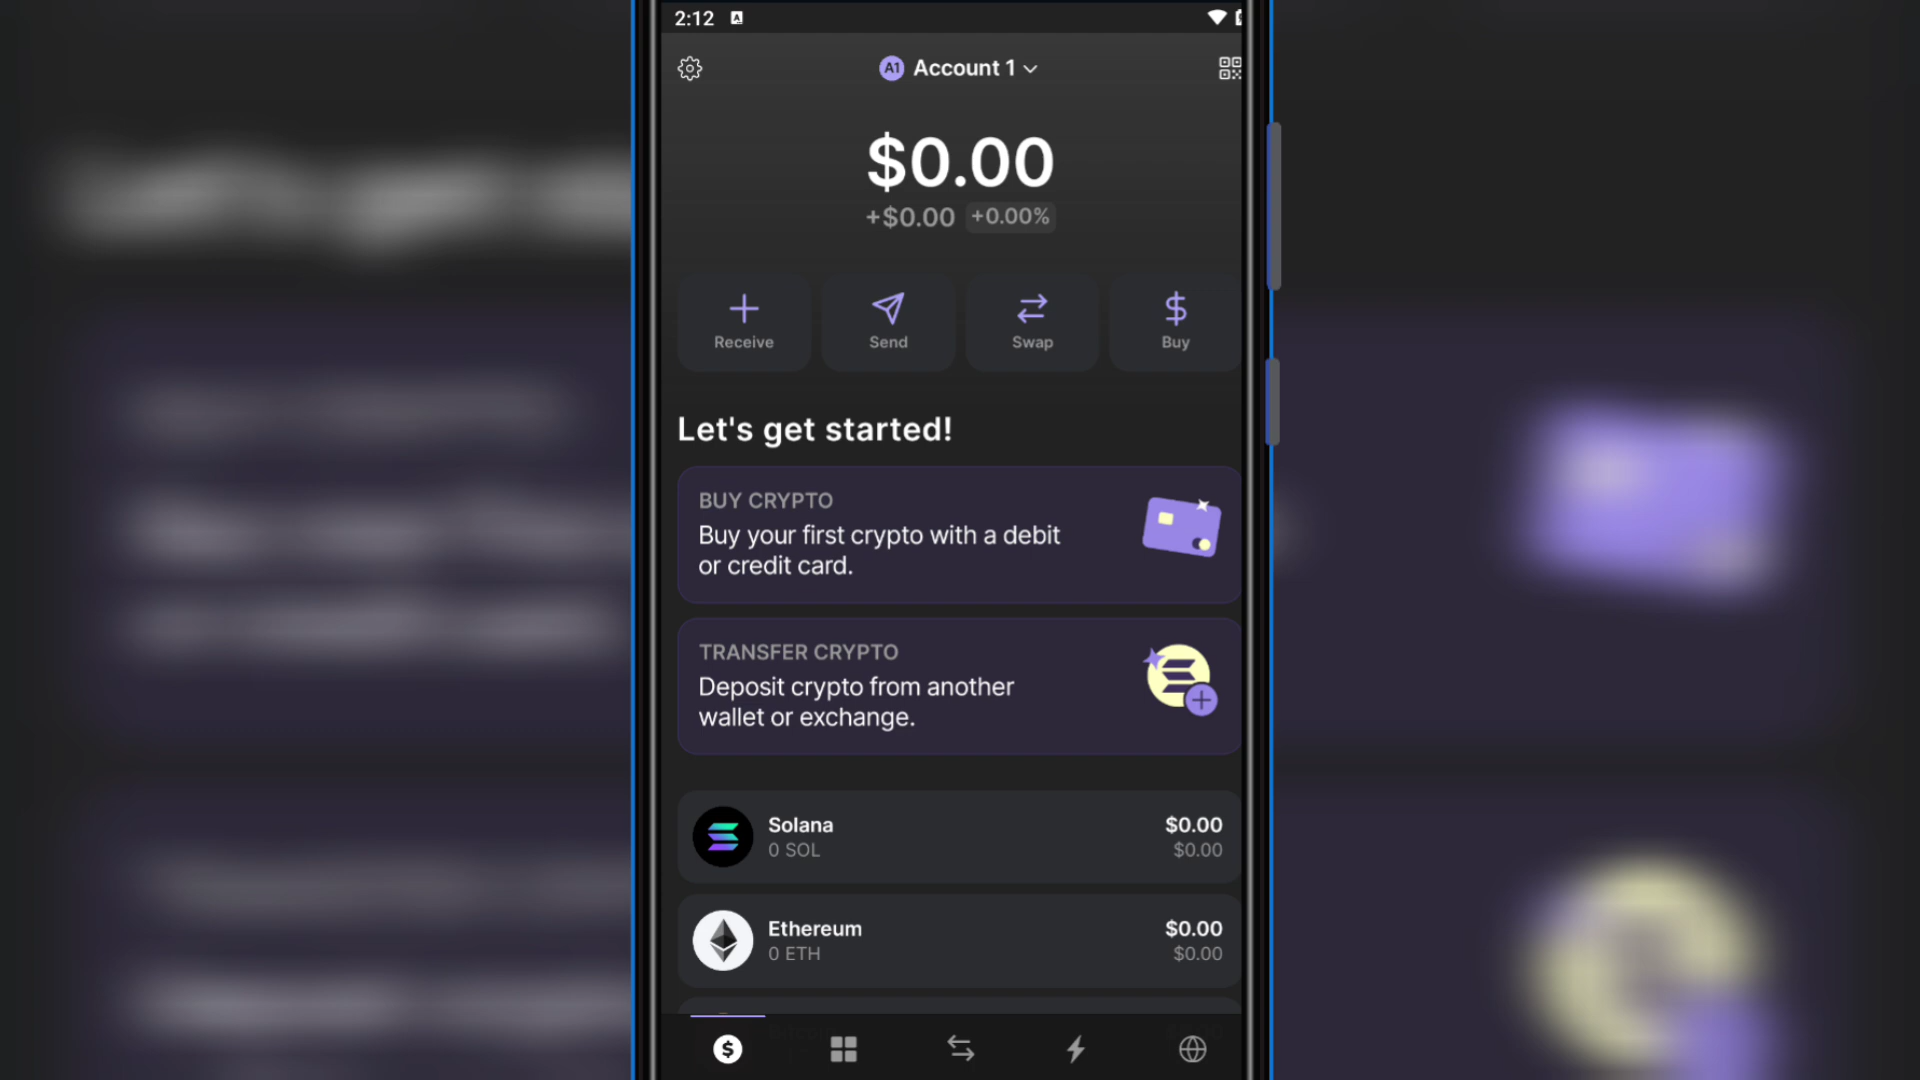 2:12
A1 Account 1
$0.00
+$0.00 +0.00%
Receive Send Swap Buy
Let's get started!
BUY CRYPTO
Buy your first crypto with a debit
or credit card.
TRANSFER CRYPTO
Deposit crypto from another
wallet or exchange.
Solana $0.00
0 SOL $0.00
Ethereum $0.00
0 ETH $0.00